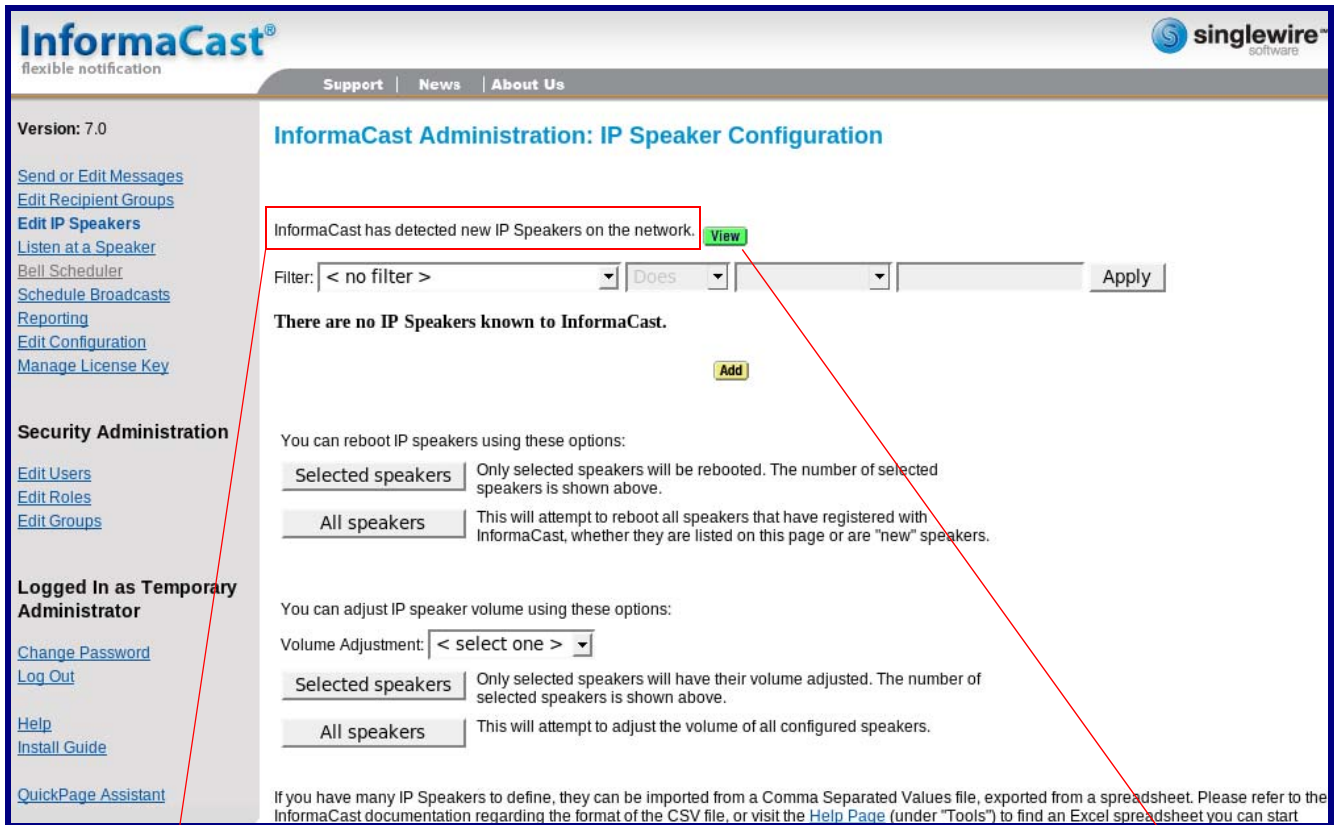 InformaCast®
flexible notification
singlewire™
software
Support | News | About Us
Version: 7.0
Send or Edit Messages
Edit Recipient Groups
Edit IP Speakers
Listen at a Speaker
Bell Scheduler
Schedule Broadcasts
Reporting
Edit Configuration
Manage License Key
Security Administration
Edit Users
Edit Roles
Edit Groups
Logged In as Temporary
Administrator
Change Password
Log Out
Help
Install Guide
QuickPage Assistant
InformaCast Administration: IP Speaker Configuration
InformaCast has detected new IP Speakers on the network. View
Filter: < no filter > Does Apply
There are no IP Speakers known to InformaCast.
Add
You can reboot IP speakers using these options:
Selected speakers Only selected speakers will be rebooted. The number of selected
speakers is shown above.
All speakers This will attempt to reboot all speakers that have registered with
InformaCast, whether they are listed on this page or are "new" speakers.
You can adjust IP speaker volume using these options:
Volume Adjustment: < select one >
Selected speakers Only selected speakers will have their volume adjusted. The number of
selected speakers is shown above.
All speakers This will attempt to adjust the volume of all configured speakers.
If you have many IP Speakers to define, they can be imported from a Comma Separated Values file, exported from a spreadsheet. Please refer to the
InformaCast documentation regarding the format of the CSV file, or visit the Help Page (under "Tools") to find an Excel spreadsheet you can start